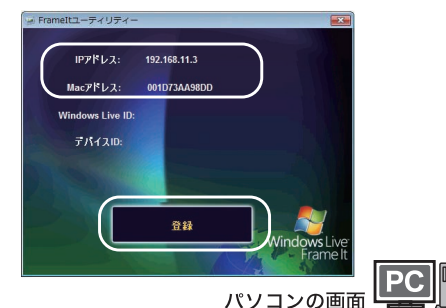 FrameItユーティリティー
IPアドレス: 192.168.11.3
Macアドレス: 001D73AA98DD
Windows Live ID:
デバイスID:
登録
Windows Live
Frame It
パソコンの画面
PC